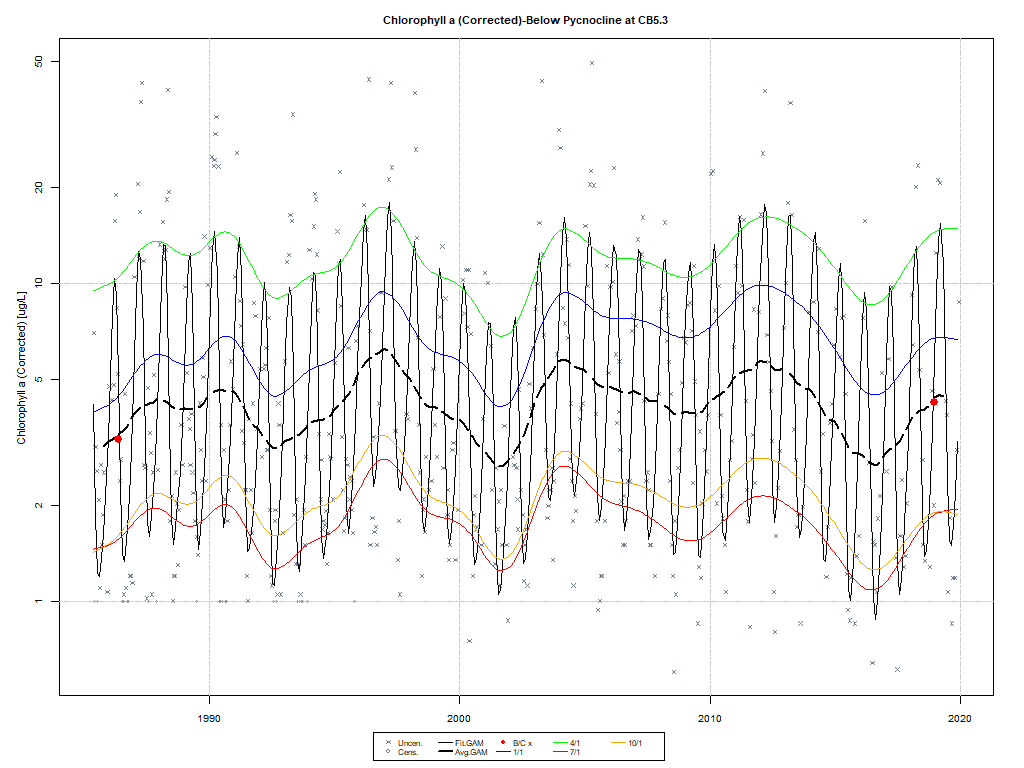 Chlorophyll a (Corrected)-Below Pycnocline at CB5.3
Chlorophyll a (Corrected) [ug/L]
50
20
10
5
2
1
1990
2000
2010
2020
Uncen. Fit.GAM B/C x 4/1 10/1
Cens. Avg.GAM 1/1 7/1